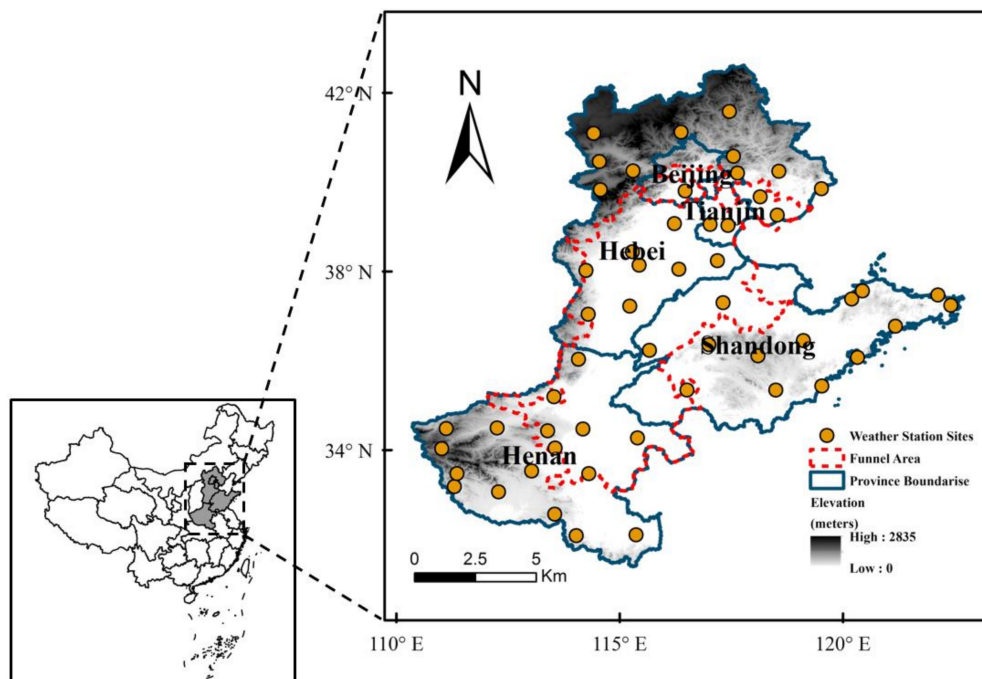 N
42° N
38° N
34° N
Beijing
Tianjin
Hebei
Shandong
Henan
Weather Station Sites
Funnel Area
Province Boundarise
Elevation
(meters)
High : 2835
Low : 0
0 2.5 5
Km
110° E
115° E
120° E